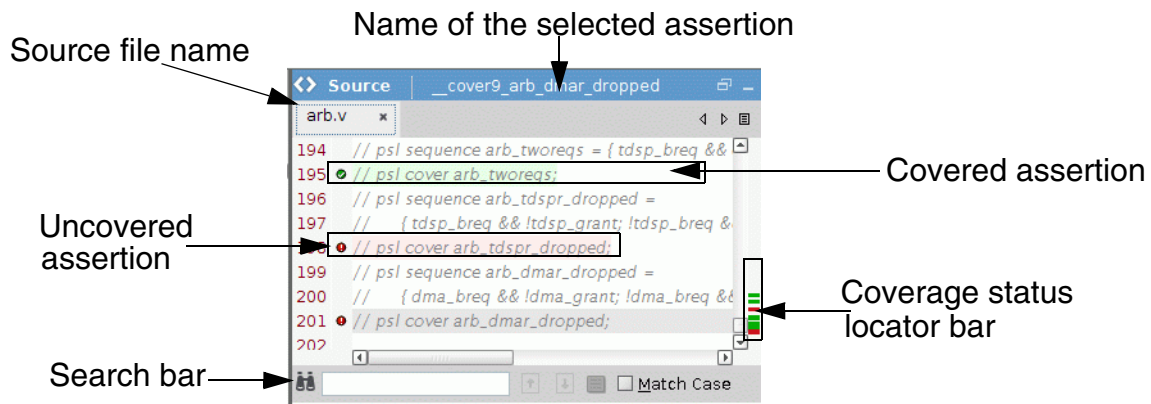 Name of the selected assertion
Source file name
<> Source __cover9_arb_dmar_dropped
arb.v
194 // psl sequence arb_tworeqs = { tdsp_breq &&
195 // psl cover arb_tworeqs;
Covered assertion
196 // psl sequence arb_tdspr_dropped =
197 // { tdsp_breq && !tdsp_grant; !tdsp_breq &
Uncovered
assertion
198 // psl cover arb_tdspr_dropped;
199 // psl sequence arb_dmar_dropped =
200 // { dma_breq && !dma_grant; !dma_breq &&
201 // psl cover arb_dmar_dropped;
202
Coverage status
locator bar
Search bar
Match Case